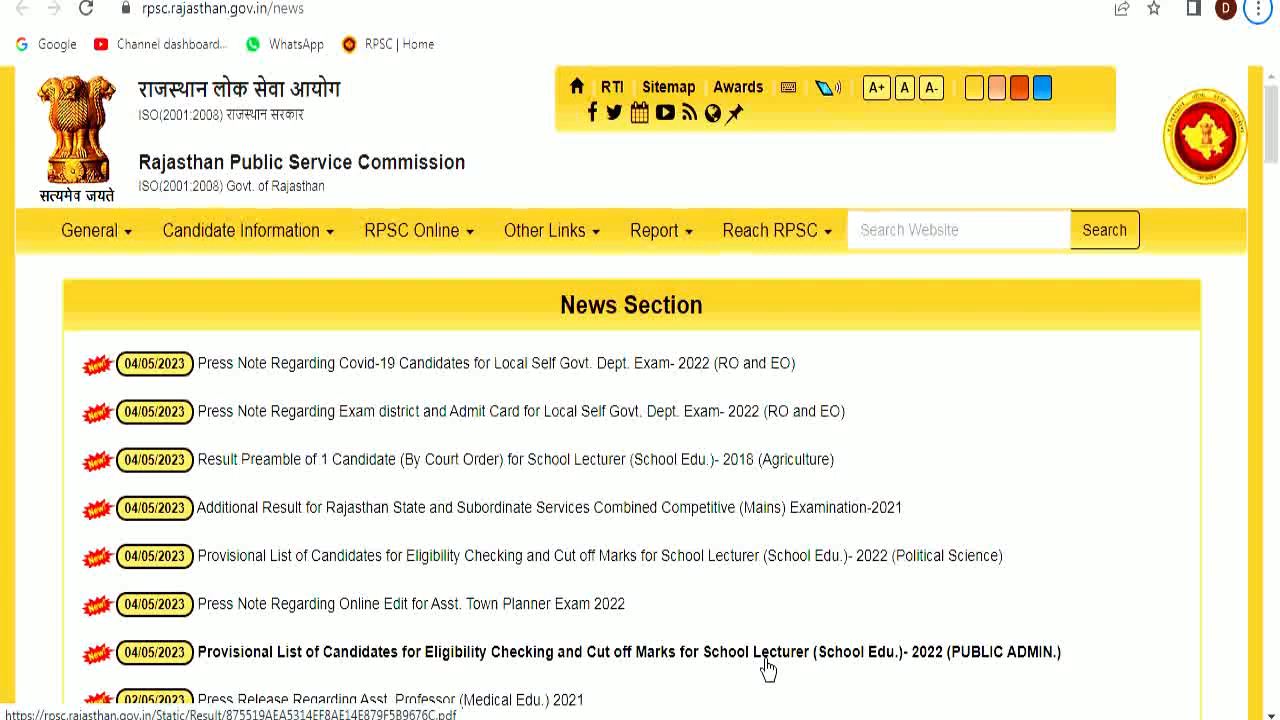 rpsc.rajasthan.gov.in/news
D
Google
Channel dashboard...
WhatsApp
RPSC | Home
राजस्थान लोक सेवा आयोग
ISO(2001:2008) राजस्थान सरकार
Rajasthan Public Service Commission
ISO(2001:2008) Govt. of Rajasthan
सत्यमेव जयते
RTI
Sitemap
Awards
A+
A
A-
General
Candidate Information
RPSC Online
Other Links
Report
Reach RPSC
Search Website
Search
News Section
New! 04/05/2023 Press Note Regarding Covid-19 Candidates for Local Self Govt. Dept. Exam- 2022 (RO and EO)
New! 04/05/2023 Press Note Regarding Exam district and Admit Card for Local Self Govt. Dept. Exam- 2022 (RO and EO)
New! 04/05/2023 Result Preamble of 1 Candidate (By Court Order) for School Lecturer (School Edu.)- 2018 (Agriculture)
New! 04/05/2023 Additional Result for Rajasthan State and Subordinate Services Combined Competitive (Mains) Examination-2021
New! 04/05/2023 Provisional List of Candidates for Eligibility Checking and Cut off Marks for School Lecturer (School Edu.)- 2022 (Political Science)
New! 04/05/2023 Press Note Regarding Online Edit for Asst. Town Planner Exam 2022
New! 04/05/2023 Provisional List of Candidates for Eligibility Checking and Cut off Marks for School Lecturer (School Edu.)- 2022 (PUBLIC ADMIN.)
New! 02/05/2023 Press Release Regarding Asst. Professor (Medical Edu.) 2021
https://rpsc.rajasthan.gov.in/Static/Result/875519AEA5314EF8AE14E879F5B9676C.pdf